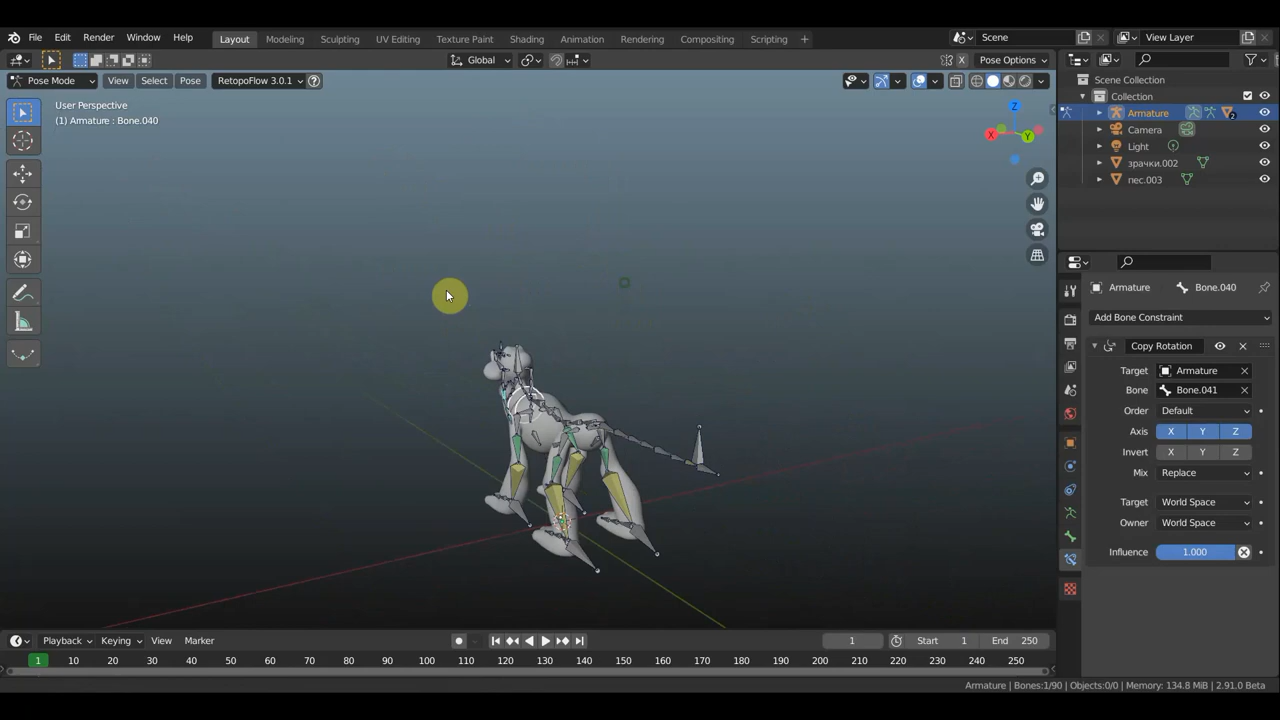 File Edit Render Window Help Layout Modeling Sculpting UV Editing Texture Paint Shading Animation Rendering Compositing Scripting + Scene View Layer
Global Pose Options
Pose Mode View Select Pose RetopoFlow 3.0.1
User Perspective
(1) Armature : Bone.040
Z
X
Y
Scene Collection
Collection
Armature 2
Camera
Light
зрачки.002
пес.003
Armature Bone.040
Add Bone Constraint
Copy Rotation
Target Armature
Bone Bone.041
Order Default
Axis X Y Z
Invert X Y Z
Mix Replace
Target World Space
Owner World Space
Influence 1.000
Playback Keying View Marker 1 Start 1 End 250
1 10 20 30 40 50 60 70 80 90 100 110 120 130 140 150 160 170 180 190 200 210 220 230 240 250
Armature | Bones:1/90 | Objects:0/0 | Memory: 134.8 MiB | 2.91.0 Beta